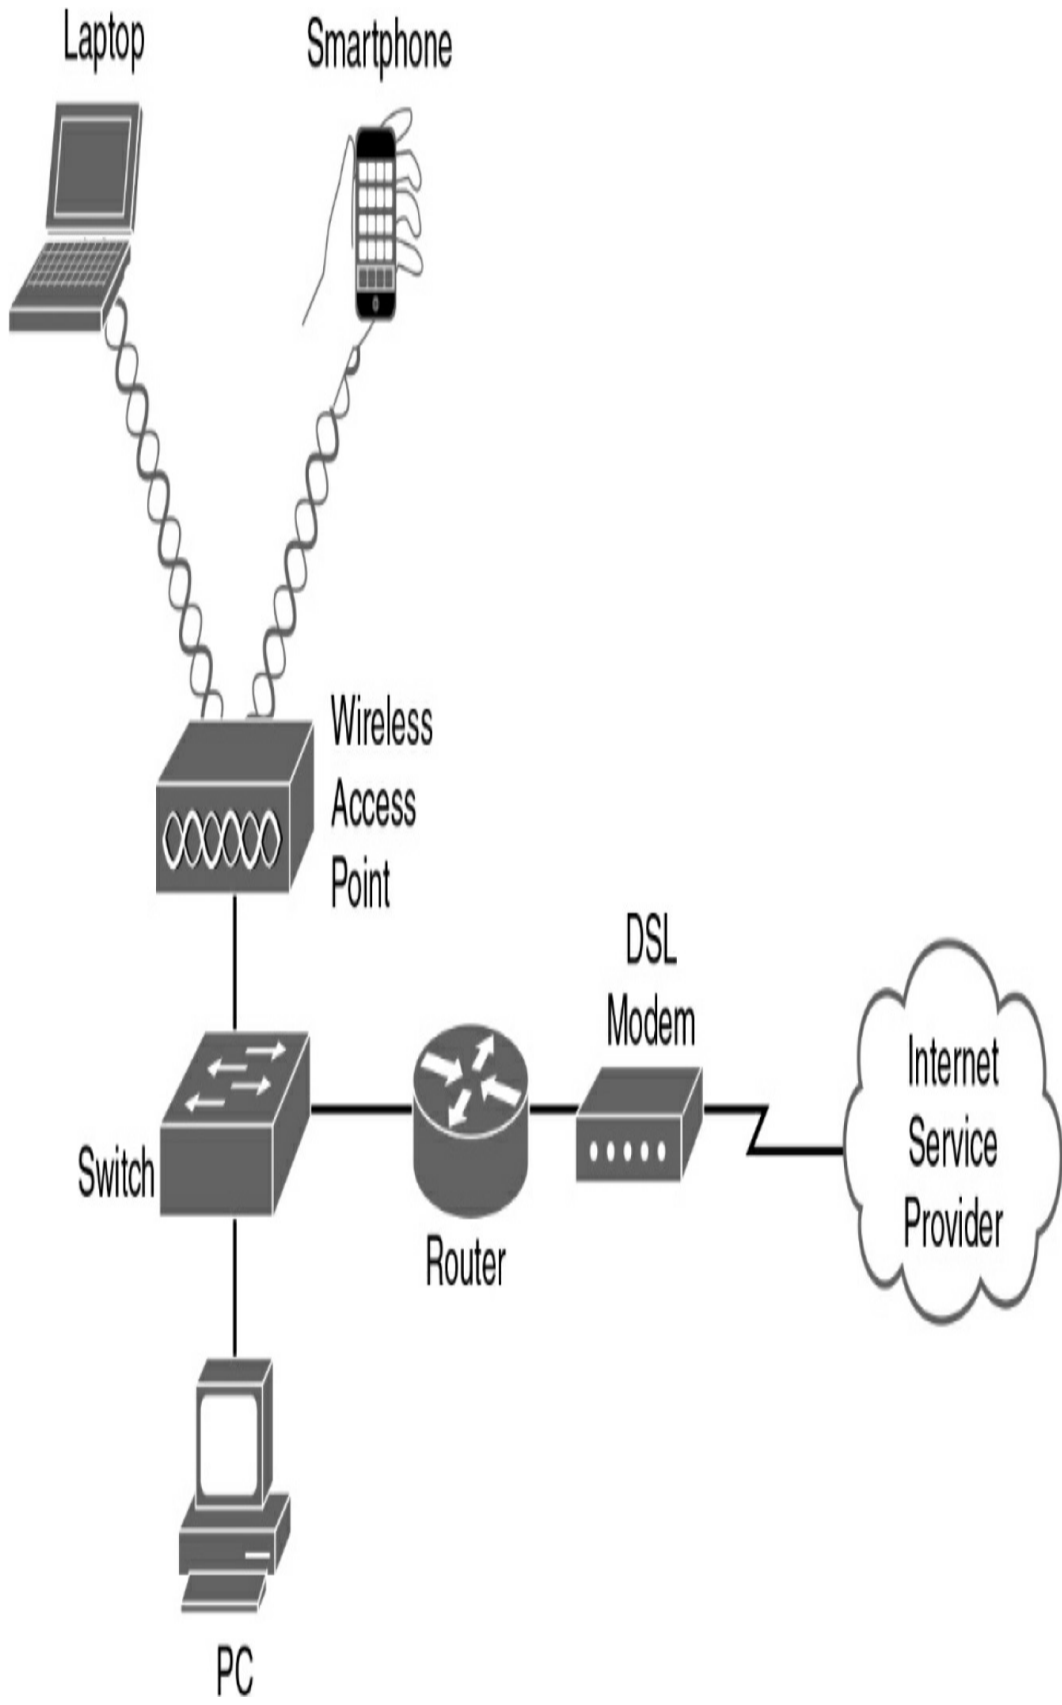 Laptop
Smartphone
Wireless
Access
Point
DSL
Modem
Internet
Service
Provider
Switch
Router
PC